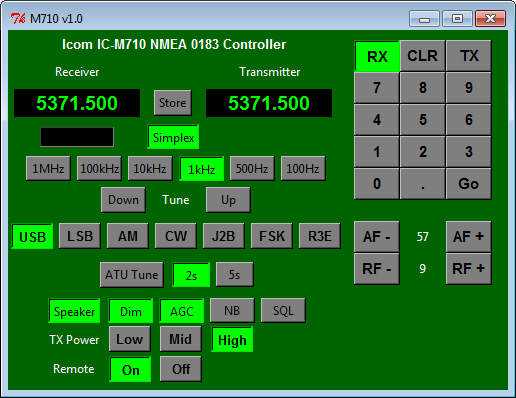 M710 v1.0
Icom IC-M710 NMEA 0183 Controller
Receiver Transmitter
5371.500 Store 5371.500
Simplex
1MHz 100kHz 10kHz 1kHz 500Hz 100Hz
Down Tune Up
USB LSB AM CW J2B FSK R3E
ATU Tune 2s 5s
Speaker Dim AGC NB SQL
TX Power Low Mid High
Remote On Off
RX CLR TX
7 8 9
4 5 6
1 2 3
0 . Go
AF - 57 AF +
RF - 9 RF +